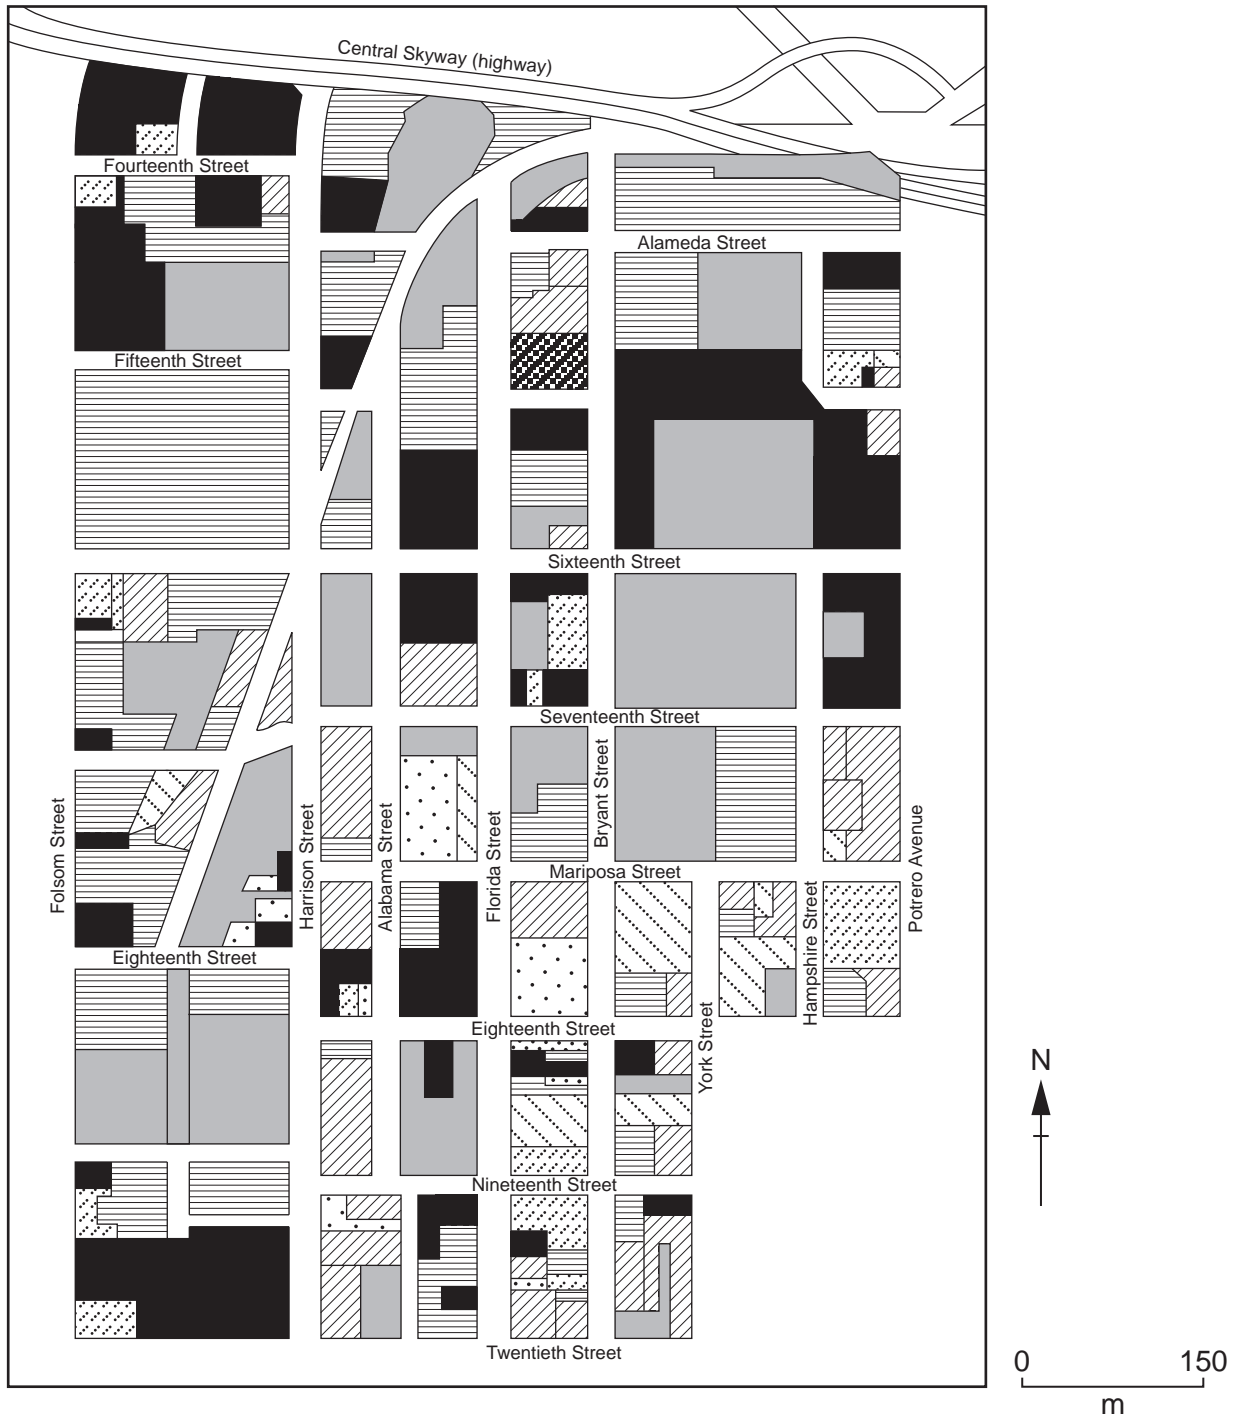 Central Skyway (highway)
Fourteenth Street
Alameda Street
Fifteenth Street
Sixteenth Street
Seventeenth Street
Folsom Street
Harrison Street
Alabama Street
Florida Street
Bryant Street
Mariposa Street
Hampshire Street
Potrero Avenue
Eighteenth Street
Eighteenth Street
York Street
Nineteenth Street
Twentieth Street
N
0 150
m